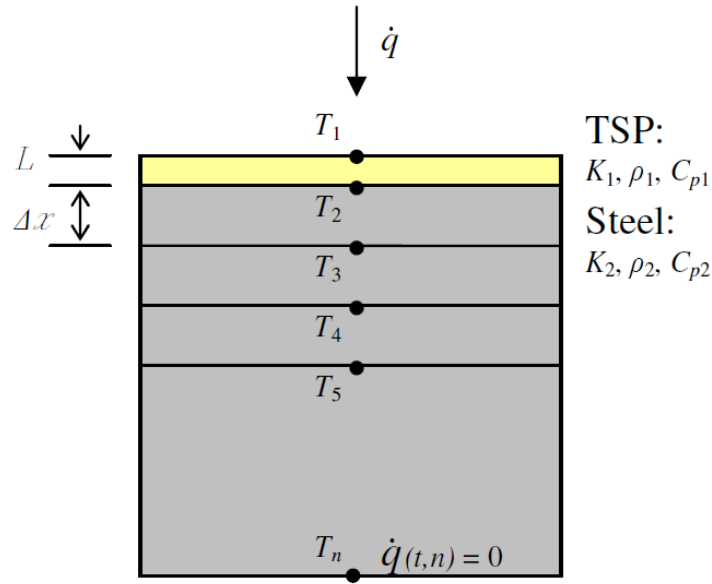 q̇
T₁
TSP:
L
K₁, ρ₁, Cₚ₁
T₂
Steel:
Δx
K₂, ρ₂, Cₚ₂
T₃
T₄
T₅
Tₙ
q̇(t,n) = 0